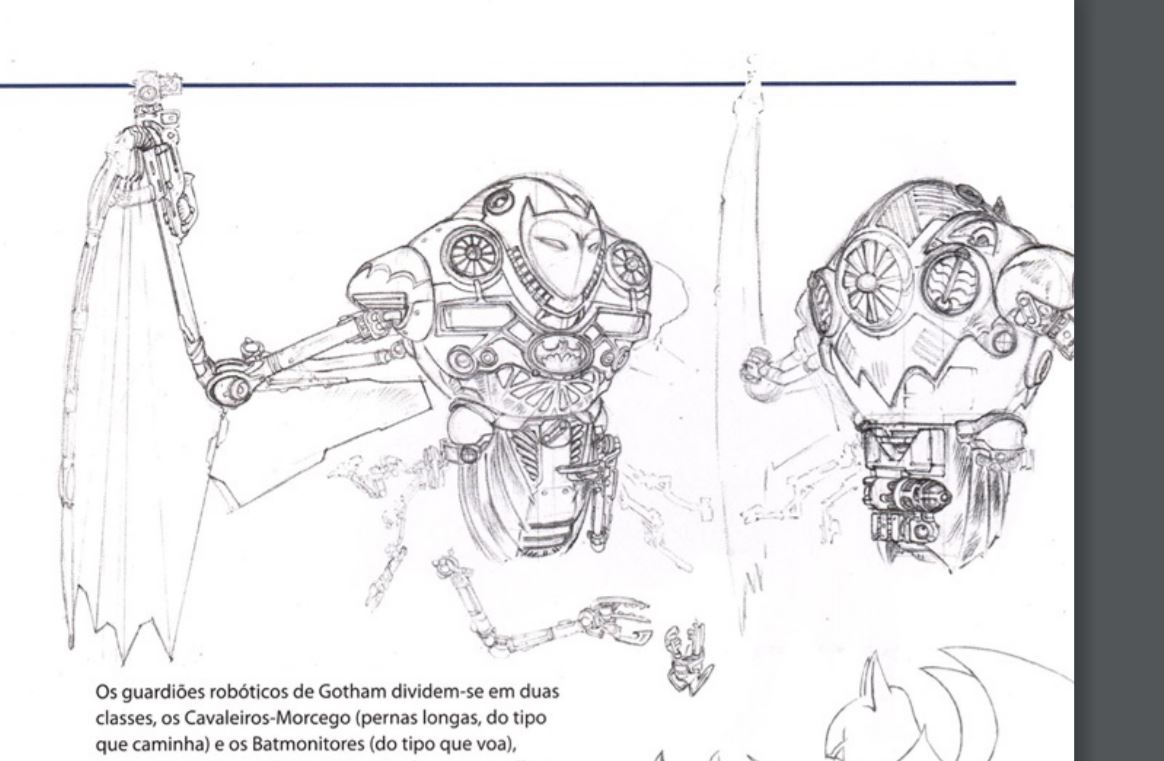 Os guardiões robóticos de Gotham dividem-se em duas
classes, os Cavaleiros-Morcego (pernas longas, do tipo
que caminha) e os Batmonitores (do tipo que voa),